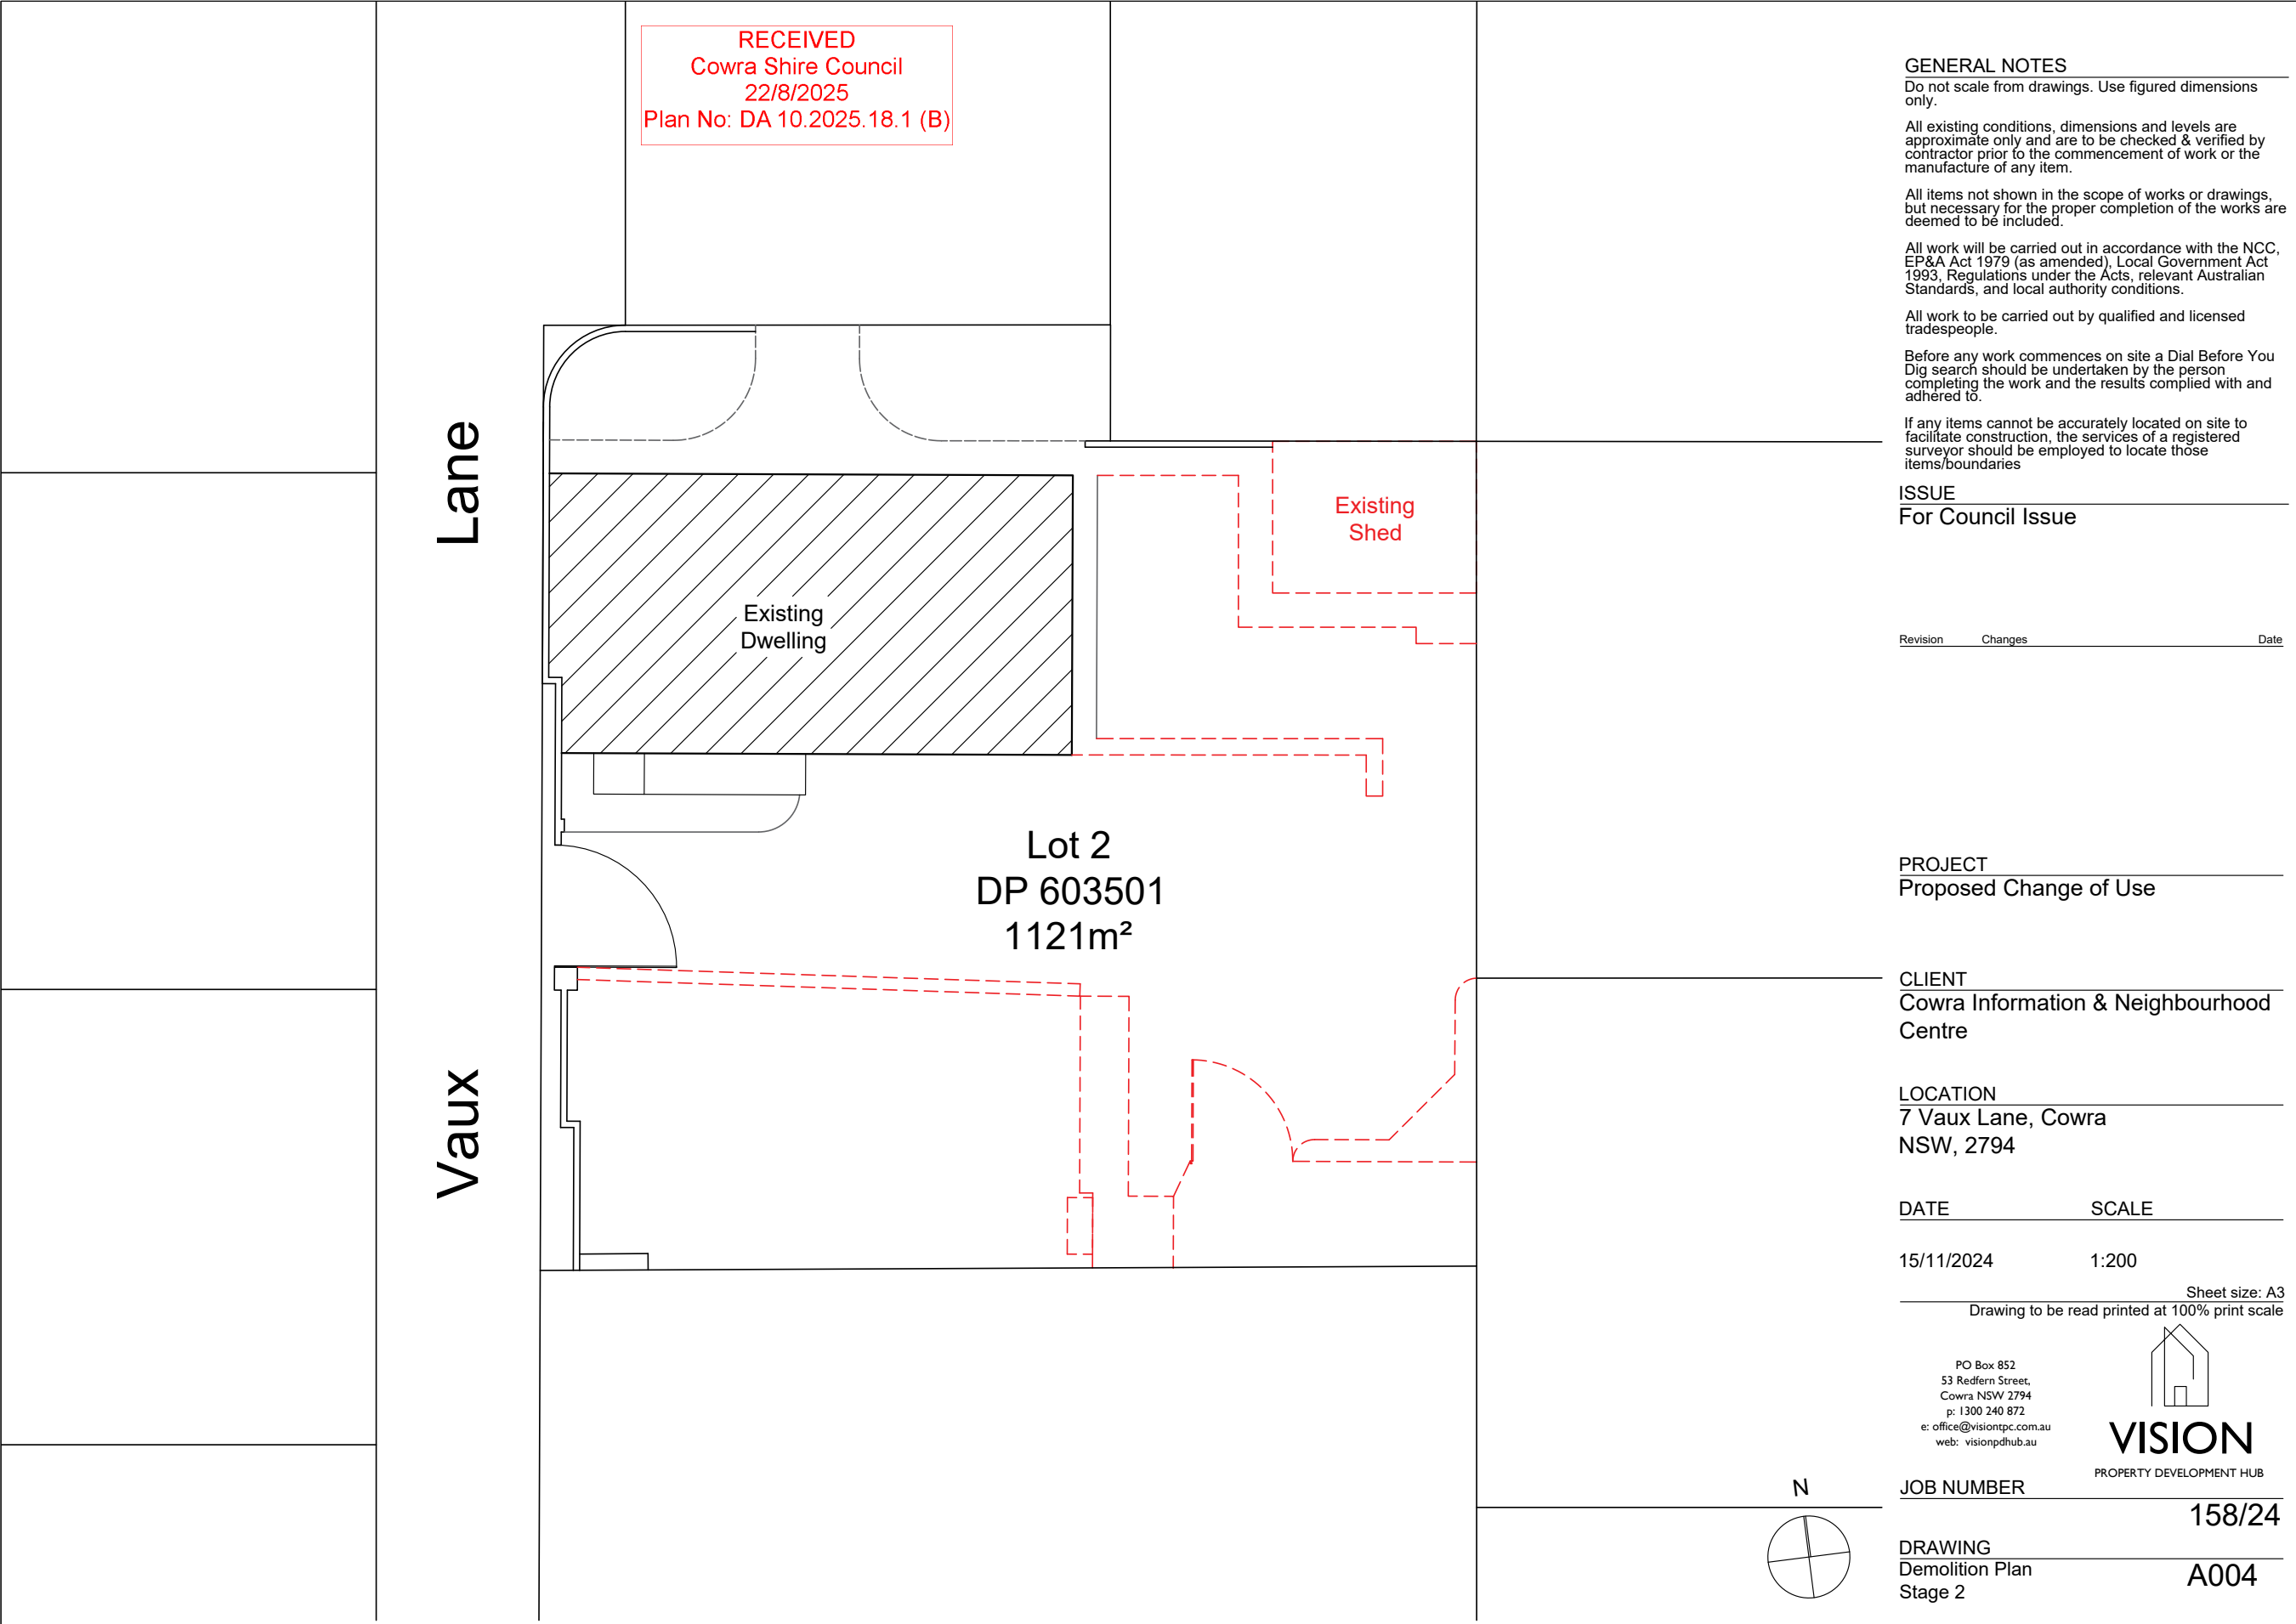 RECEIVED
Cowra Shire Council
22/8/2025
Plan No: DA 10.2025.18.1 (B)
Lane
Vaux
Existing
Dwelling
Existing
Shed
Lot 2
DP 603501
1121m²
N
GENERAL NOTES
Do not scale from drawings. Use figured dimensions
only.
All existing conditions, dimensions and levels are
approximate only and are to be checked & verified by
contractor prior to the commencement of work or the
manufacture of any item.
All items not shown in the scope of works or drawings,
but necessary for the proper completion of the works are
deemed to be included.
All work will be carried out in accordance with the NCC,
EP&A Act 1979 (as amended), Local Government Act
1993, Regulations under the Acts, relevant Australian
Standards, and local authority conditions.
All work to be carried out by qualified and licensed
tradespeople.
Before any work commences on site a Dial Before You
Dig search should be undertaken by the person
completing the work and the results complied with and
adhered to.
If any items cannot be accurately located on site to
facilitate construction, the services of a registered
surveyor should be employed to locate those
items/boundaries
ISSUE
For Council Issue
Revision Changes Date
PROJECT
Proposed Change of Use
CLIENT
Cowra Information & Neighbourhood
Centre
LOCATION
7 Vaux Lane, Cowra
NSW, 2794
DATE SCALE
15/11/2024 1:200
Sheet size: A3
Drawing to be read printed at 100% print scale
PO Box 852
53 Redfern Street,
Cowra NSW 2794
p: 1300 240 872
e: office@visiontpc.com.au
web: visionpdhub.au
VISION
PROPERTY DEVELOPMENT HUB
JOB NUMBER
158/24
DRAWING
Demolition Plan
Stage 2
A004